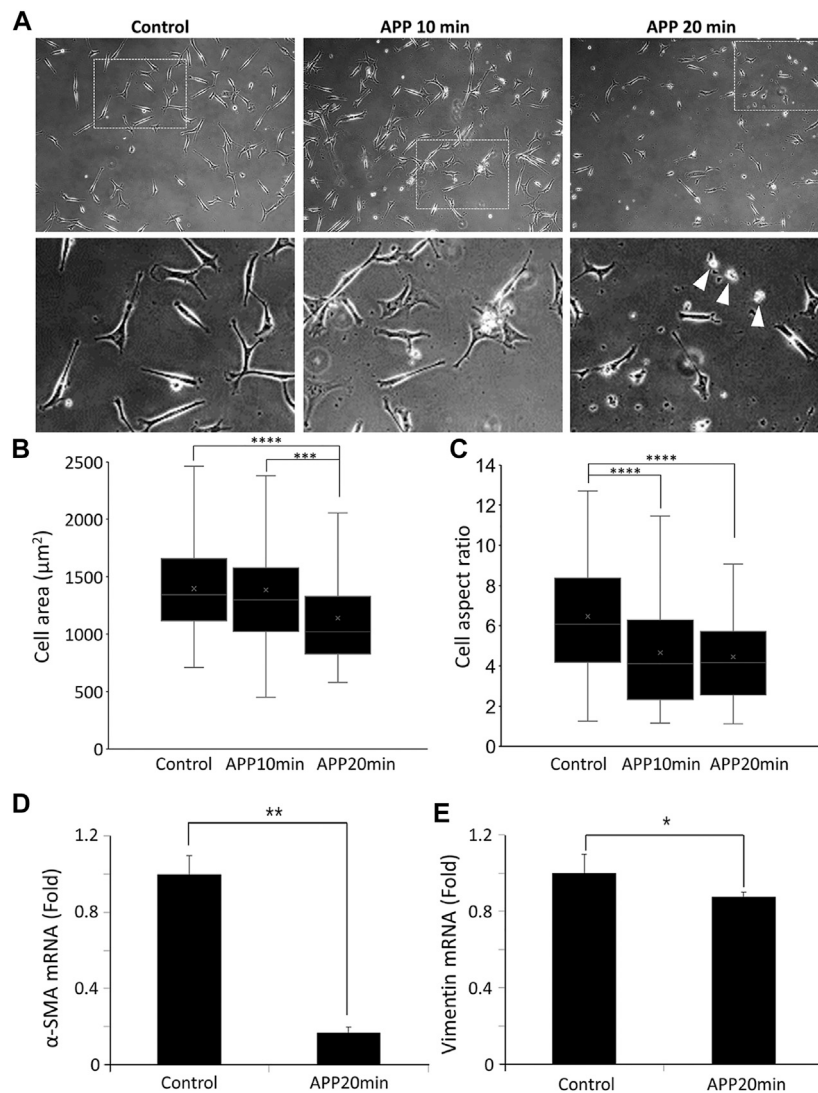 A
Control
APP 10 min
APP 20 min
B
****
***
2500
2000
1500
1000
500
0
Cell area (μm²)
Control
APP10min
APP20min
C
****
****
14
12
10
8
6
4
2
0
Cell aspect ratio
Control
APP10min
APP20min
D
**
1.2
0.8
0.4
0
α-SMA mRNA (Fold)
Control
APP20min
E
*
1.2
0.8
0.4
0
Vimentin mRNA (Fold)
Control
APP20min